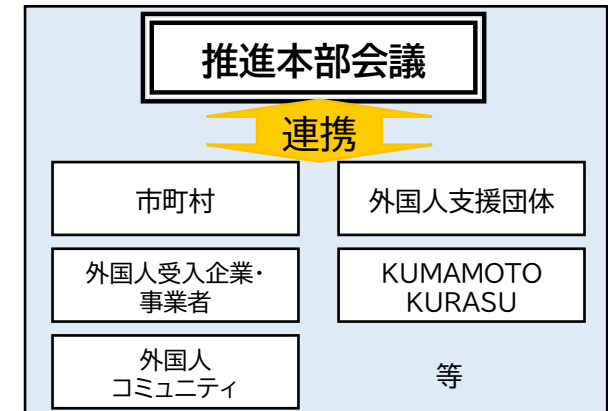 推進本部会議
連携
市町村
外国人支援団体
外国人受入企業・
事業者
KUMAMOTO
KURASU
外国人
コミュニティ
等